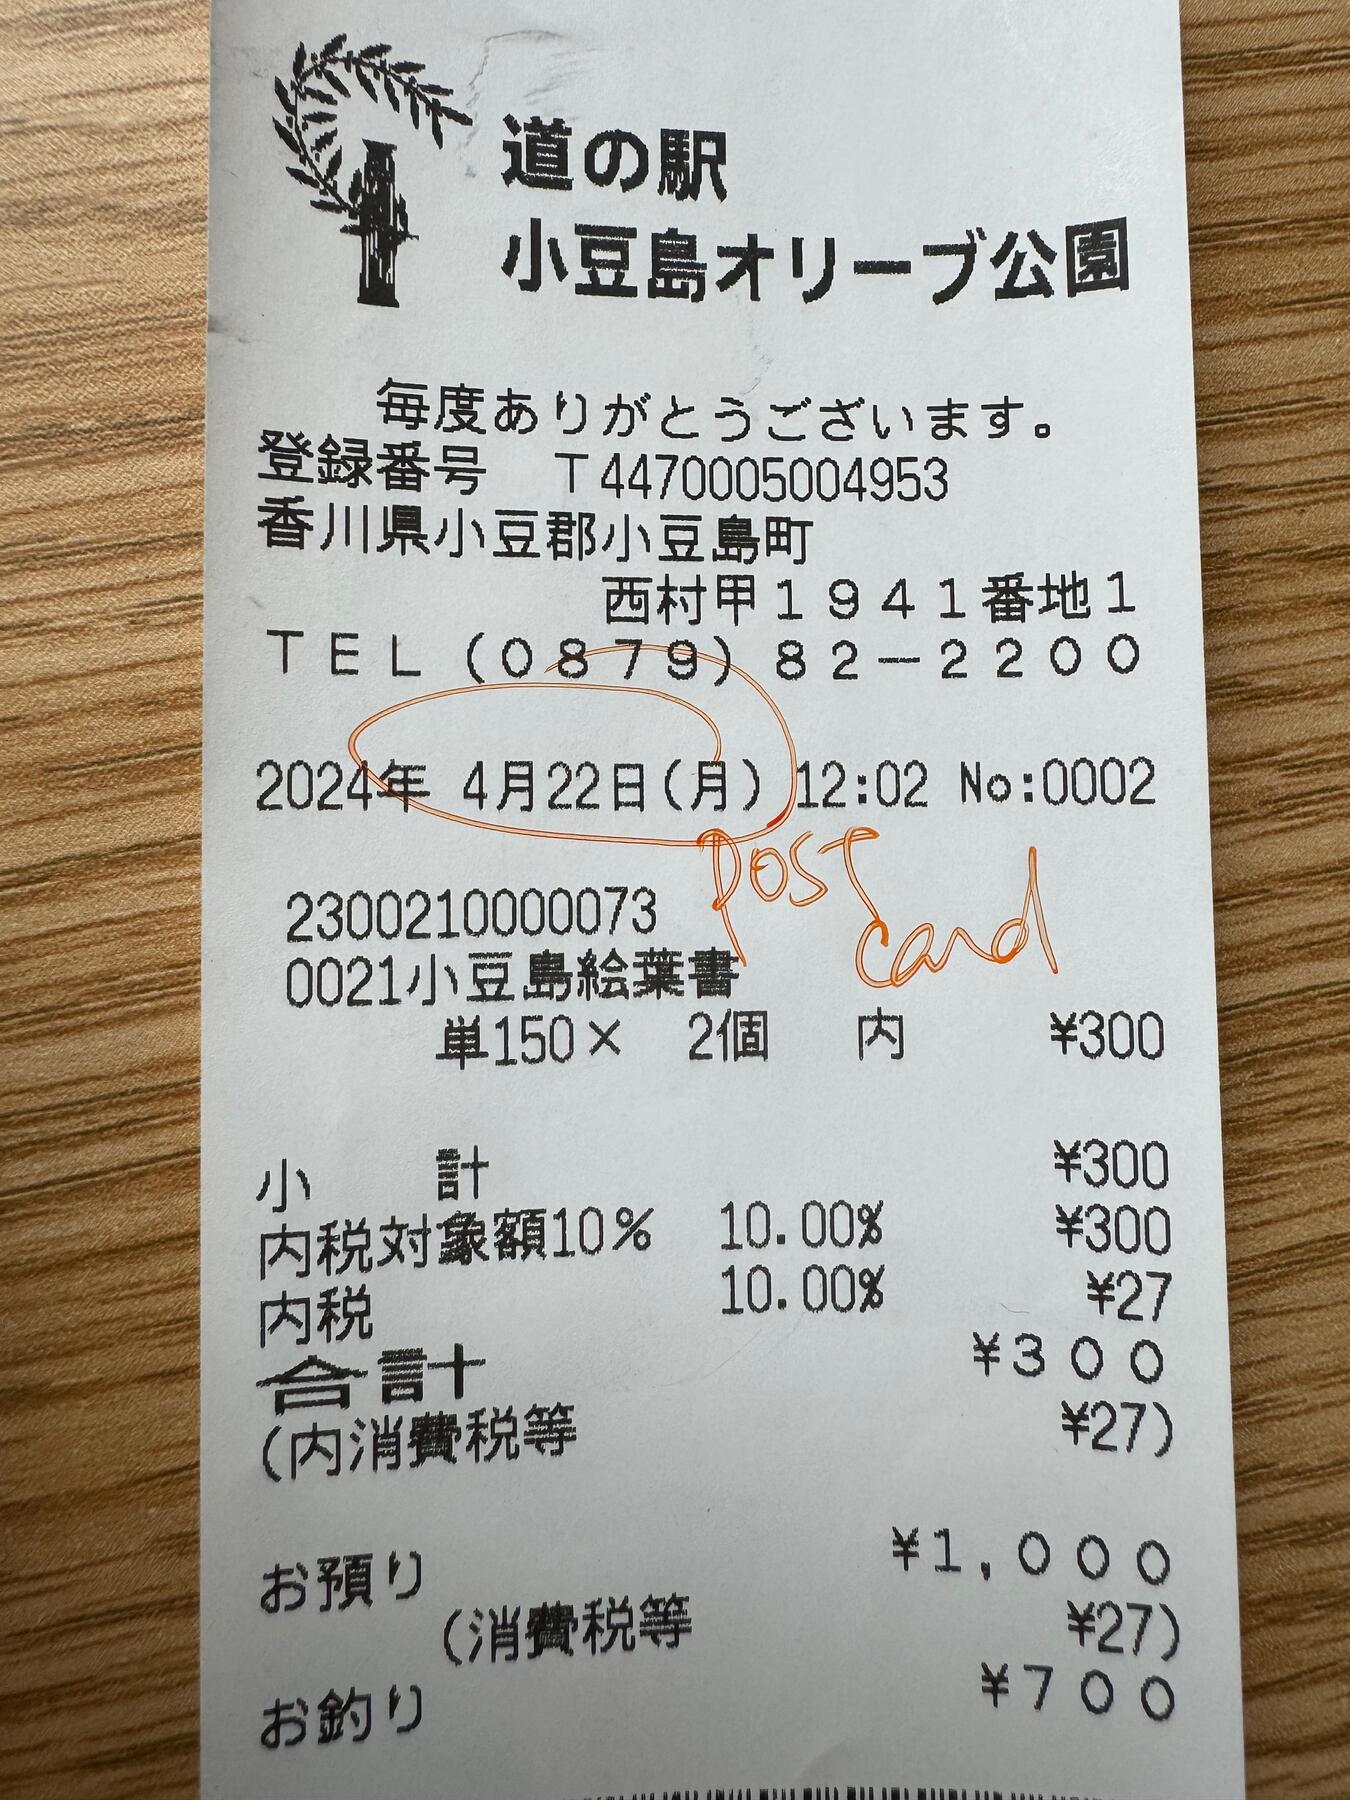 道の駅
小豆島オリーブ公園
毎度ありがとうございます。
登録番号 T4470005004953
香川県小豆郡小豆島町
西村甲1941番地1
TEL(0879)82-2200
2024年 4月22日(月) 12:02 No:0002
Post
card
2300210000073
0021小豆島絵葉書
単150× 2個 内 ¥300
小 計 ¥300
内税対象額10% 10.00% ¥300
内税 10.00% ¥27
合計 ¥300
(内消費税等 ¥27)
お預り ¥1,000
(消費税等 ¥27)
お釣り ¥700